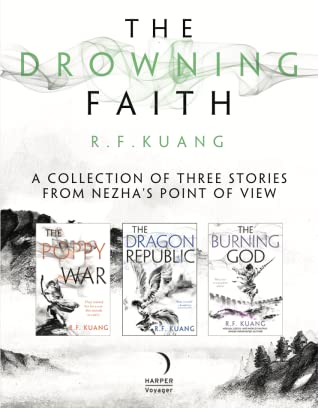 THE
DROWNING
FAITH
R.F. KUANG
A COLLECTION OF THREE STORIES
FROM NEZHA'S POINT OF VIEW
THE
POPPY
WAR
R.F. KUANG
THE
DRAGON
REPUBLIC
R.F. KUANG
THE
BURNING
GOD
R.F. KUANG
HARPER
Voyager